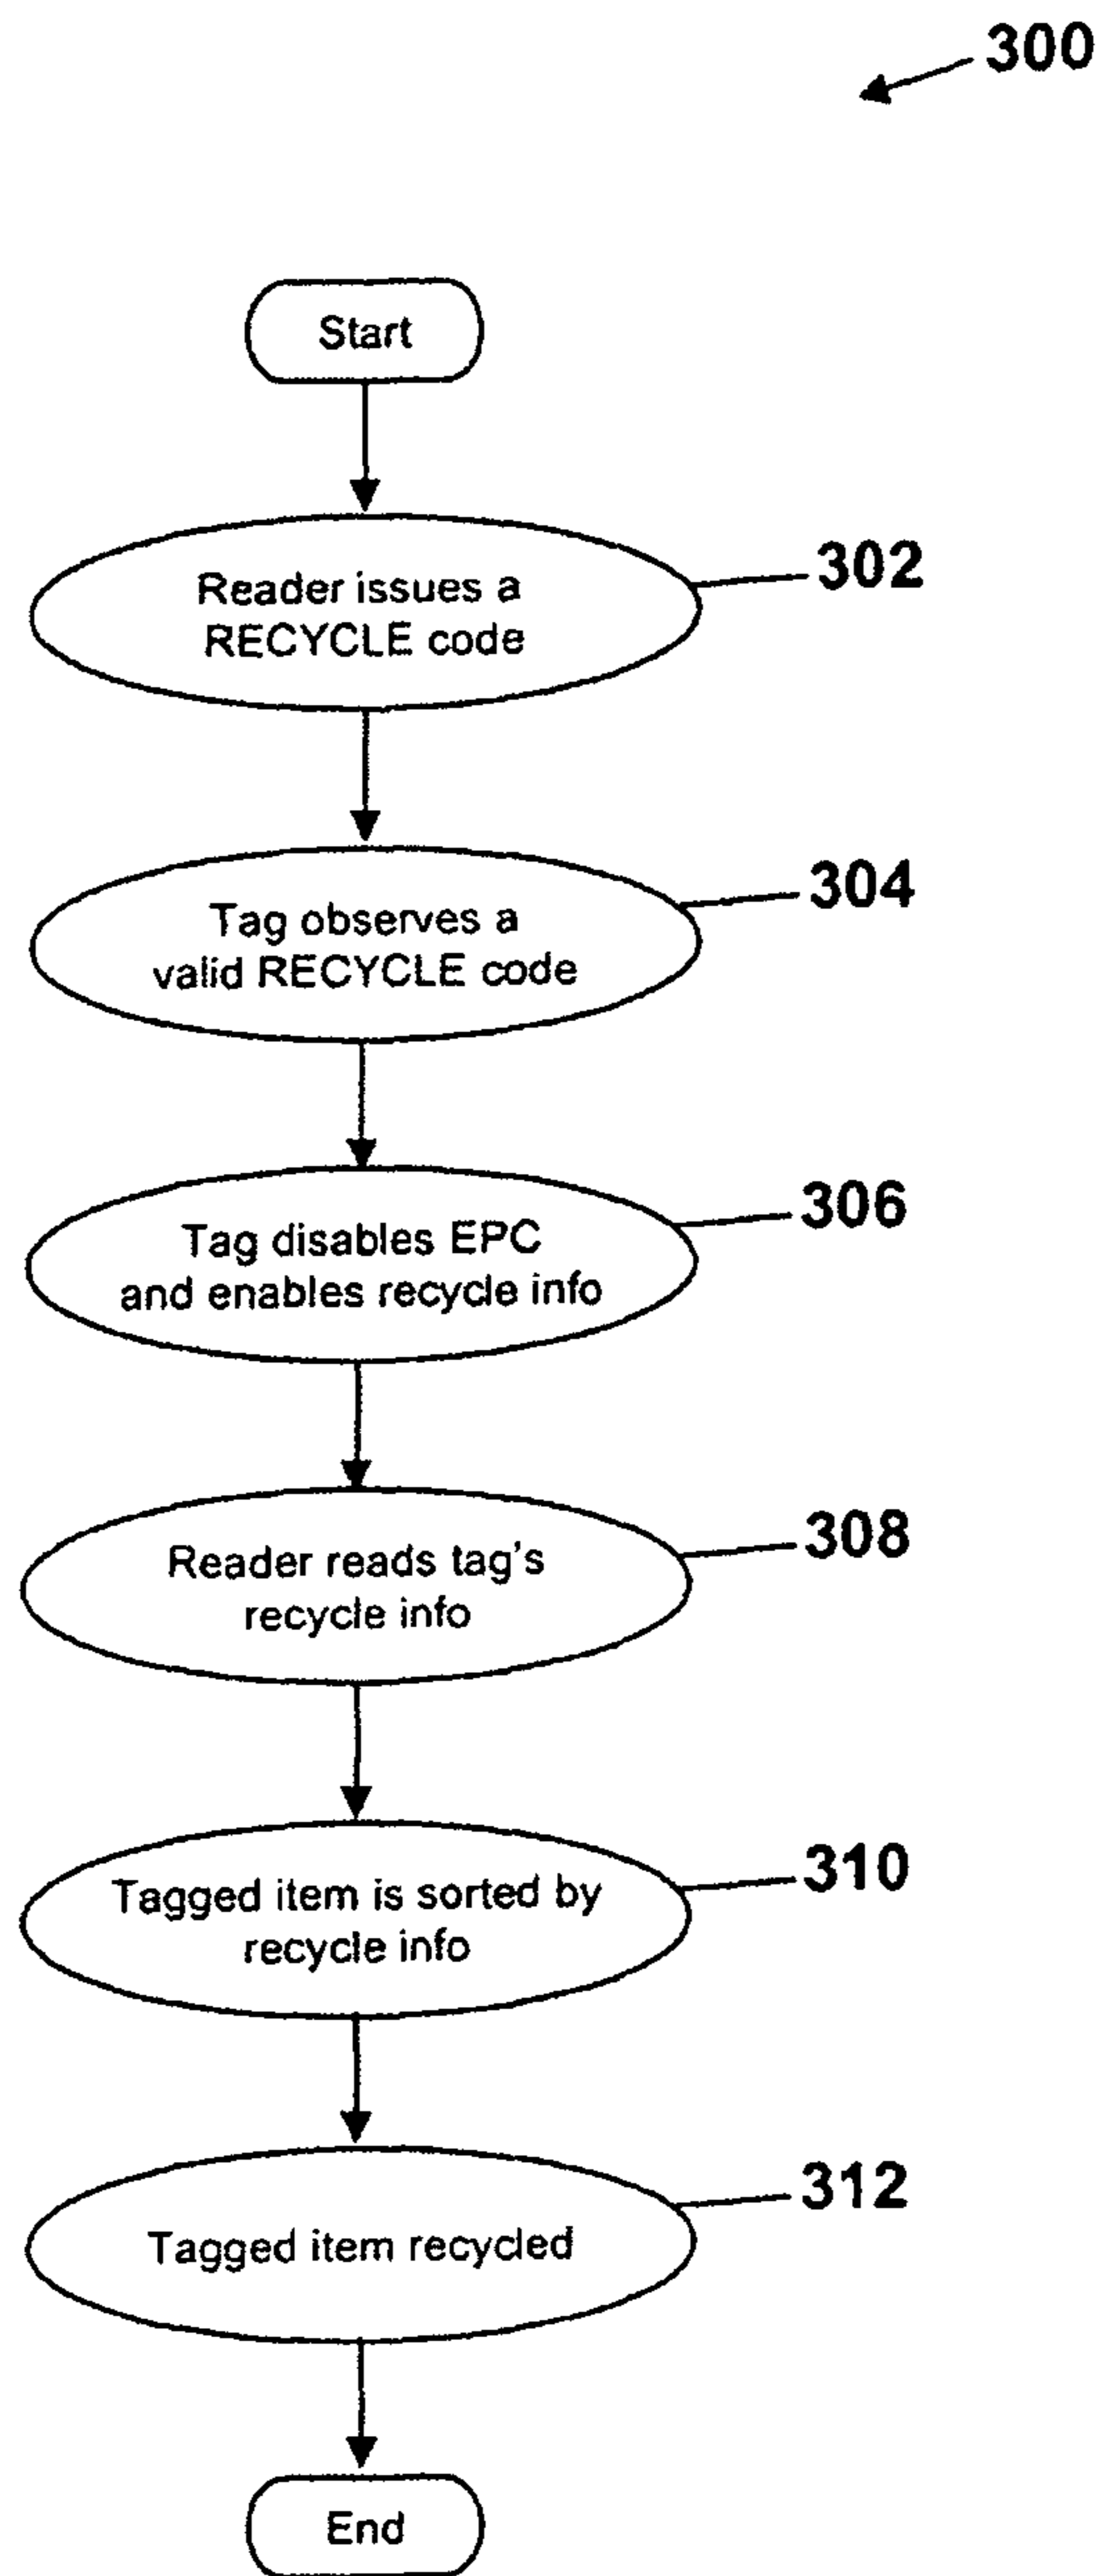 300
Start
Reader issues a
RECYCLE code
302
Tag observes a
valid RECYCLE code
304
Tag disables EPC
and enables recycle info
306
Reader reads tag's
recycle info
308
Tagged item is sorted by
recycle info
310
Tagged item recycled
312
End